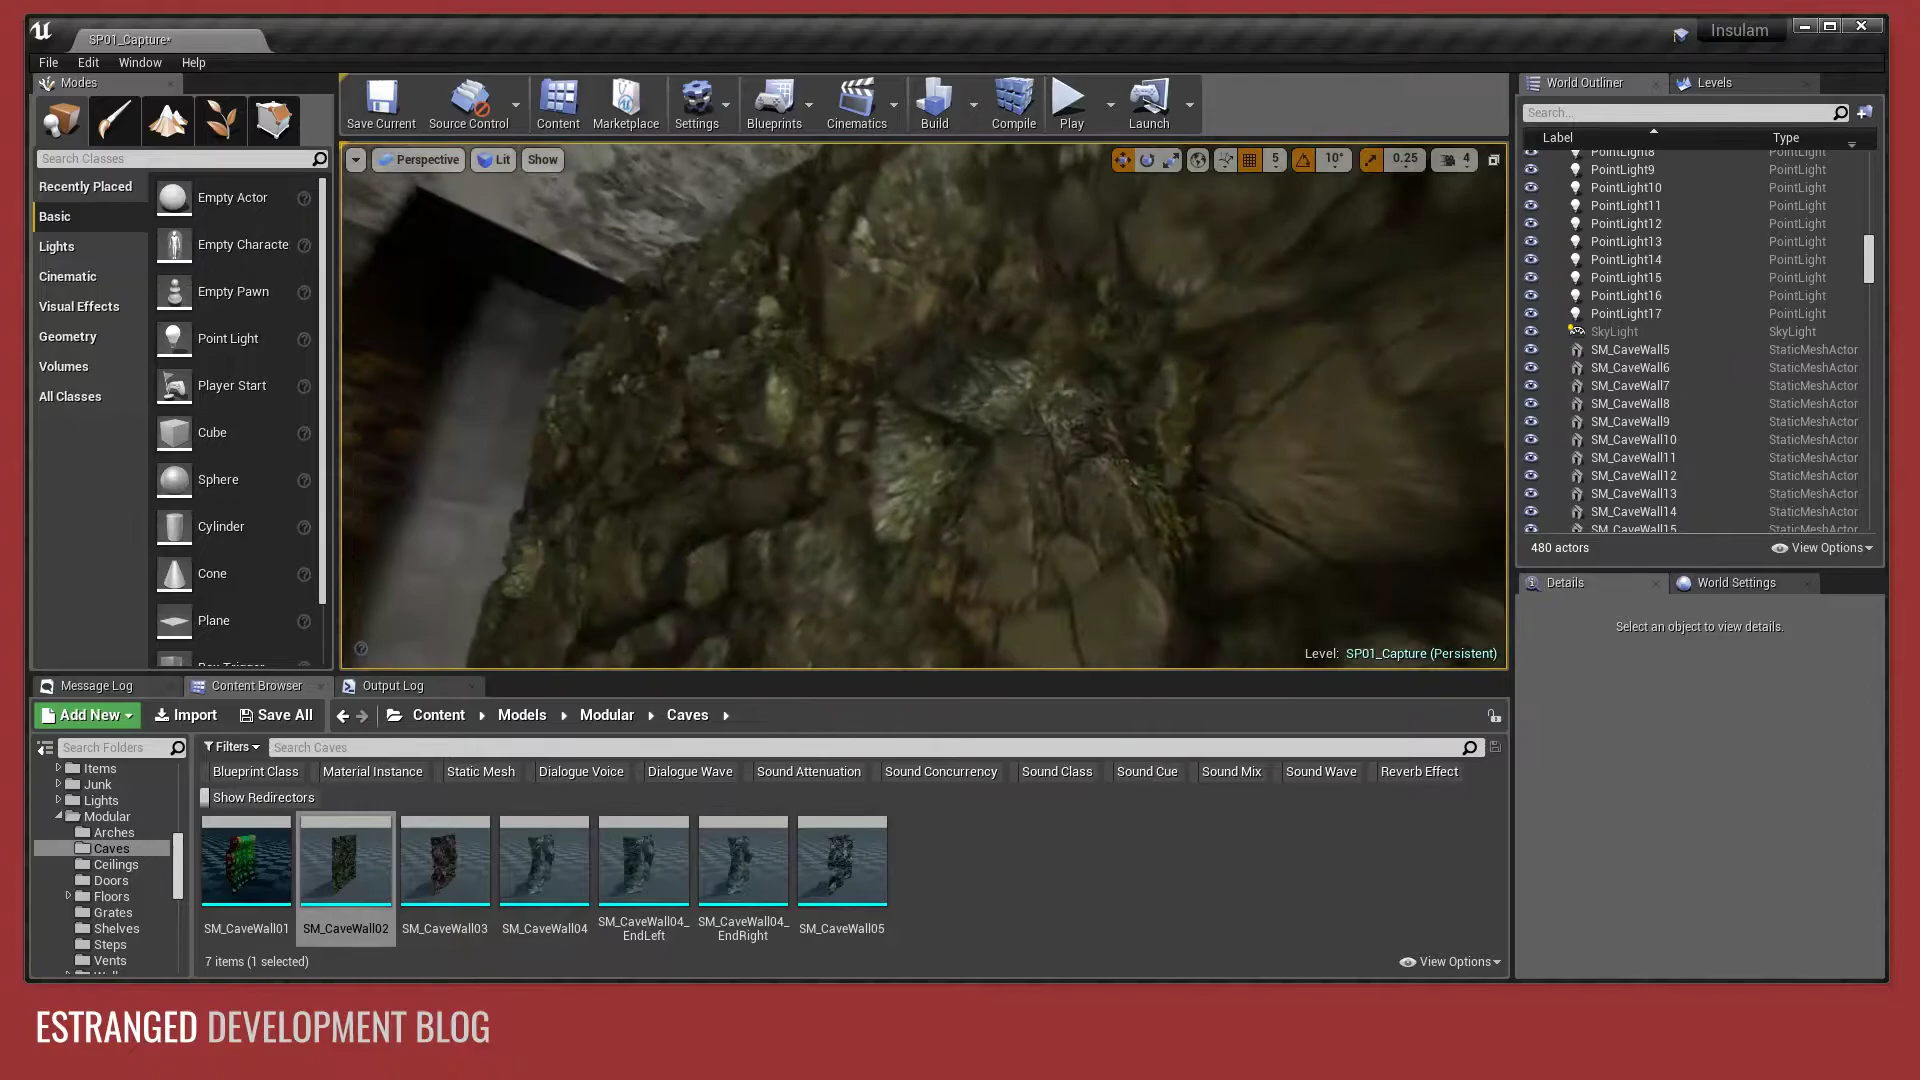 SP01_Capture*
Insulam
File Edit Window Help
Modes
Search Classes
Recently Placed
Basic
Lights
Cinematic
Visual Effects
Geometry
Volumes
All Classes
Empty Actor
Empty Characte
Empty Pawn
Point Light
Player Start
Cube
Sphere
Cylinder
Cone
Plane
Box Trigger
Save Current
Source Control
Content
Marketplace
Settings
Blueprints
Cinematics
Build
Compile
Play
Launch
Perspective Lit Show
5 10° 0.25 4
Level: SP01_Capture (Persistent)
World Outliner Levels
Search...
Label Type
PointLight8 PointLight
PointLight9 PointLight
PointLight10 PointLight
PointLight11 PointLight
PointLight12 PointLight
PointLight13 PointLight
PointLight14 PointLight
PointLight15 PointLight
PointLight16 PointLight
PointLight17 PointLight
SkyLight SkyLight
SM_CaveWall5 StaticMeshActor
SM_CaveWall6 StaticMeshActor
SM_CaveWall7 StaticMeshActor
SM_CaveWall8 StaticMeshActor
SM_CaveWall9 StaticMeshActor
SM_CaveWall10 StaticMeshActor
SM_CaveWall11 StaticMeshActor
SM_CaveWall12 StaticMeshActor
SM_CaveWall13 StaticMeshActor
SM_CaveWall14 StaticMeshActor
SM_CaveWall15 StaticMeshActor
480 actors View Options
Details World Settings
Select an object to view details.
Message Log Content Browser Output Log
Add New Import Save All Content Models Modular Caves
Search Folders
Items
Junk
Lights
Modular
Arches
Caves
Ceilings
Doors
Floors
Grates
Shelves
Steps
Vents
Filters Search Caves
Blueprint Class Material Instance Static Mesh Dialogue Voice Dialogue Wave Sound Attenuation Sound Concurrency Sound Class Sound Cue Sound Mix Sound Wave Reverb Effect
Show Redirectors
SM_CaveWall01
SM_CaveWall02
SM_CaveWall03
SM_CaveWall04
SM_CaveWall04_
EndLeft
SM_CaveWall04_
EndRight
SM_CaveWall05
7 items (1 selected) View Options
ESTRANGED DEVELOPMENT BLOG